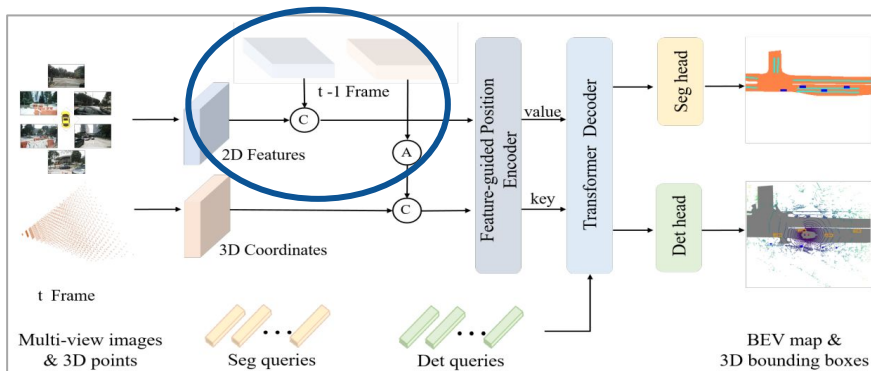 t -1 Frame
C
2D Features
A
C
3D Coordinates
t Frame
Multi-view images
& 3D points
Seg queries
Det queries
Feature-guided Position
Encoder
value
key
Transformer Decoder
Seg head
Det head
BEV map &
3D bounding boxes